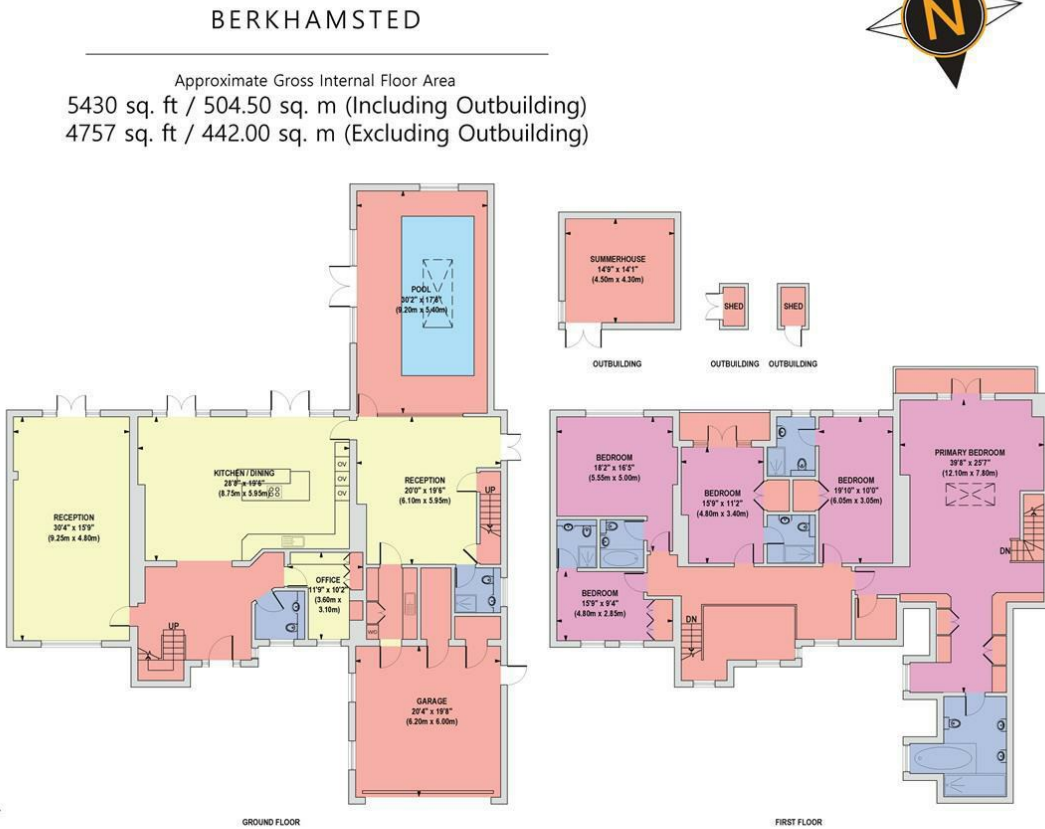 BERKHAMSTED
N
Approximate Gross Internal Floor Area
5430 sq. ft / 504.50 sq. m (Including Outbuilding)
4757 sq. ft / 442.00 sq. m (Excluding Outbuilding)
POOL
30'2" x 17'8"
(9.20m x 5.40m)
SUMMERHOUSE
14'9" x 14'1"
(4.50m x 4.30m)
SHED
SHED
OUTBUILDING
OUTBUILDING
OUTBUILDING
RECEPTION
30'4" x 15'9"
(9.25m x 4.80m)
KITCHEN / DINING
28'8" x 19'6"
(8.75m x 5.95m)
OV
OV
OV
RECEPTION
20'0" x 19'6"
(6.10m x 5.95m)
UP
OFFICE
11'9" x 10'2"
(3.60m x
3.10m)
UP
W/D
GARAGE
20'4" x 19'8"
(6.20m x 6.00m)
GROUND FLOOR
BEDROOM
18'2" x 16'5"
(5.55m x 5.00m)
BEDROOM
15'9" x 11'2"
(4.80m x 3.40m)
BEDROOM
19'10" x 10'0"
(6.05m x 3.05m)
PRIMARY BEDROOM
39'8" x 25'7"
(12.10m x 7.80m)
DN
BEDROOM
15'9" x 9'4"
(4.80m x 2.85m)
DN
FIRST FLOOR